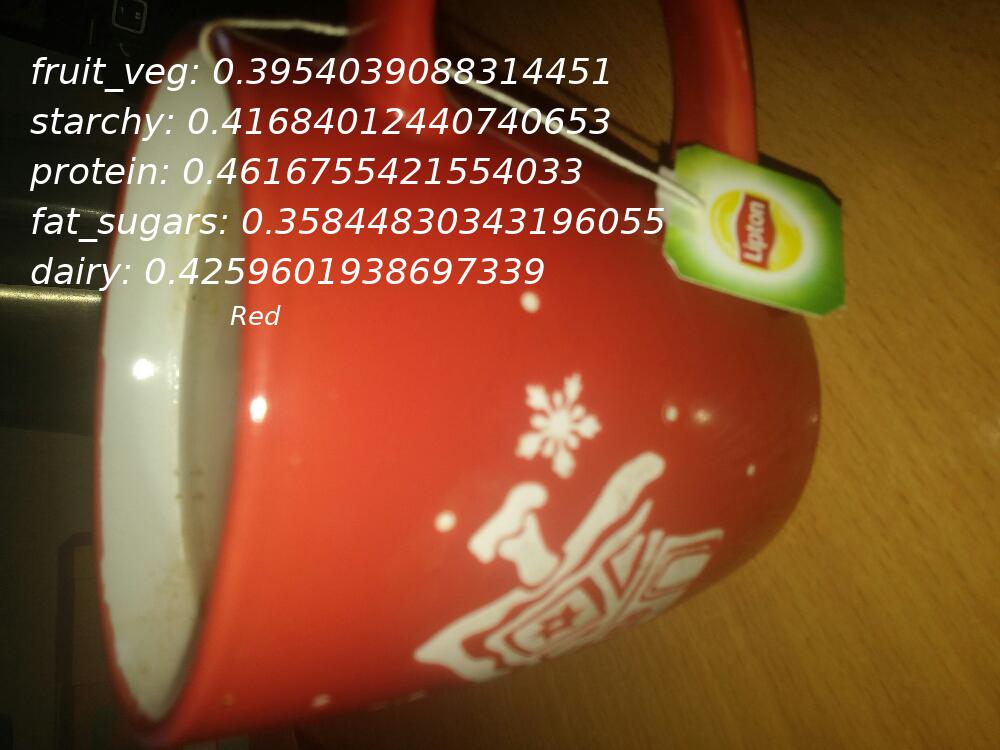 fruit_veg: 0.3954039088314451
starchy: 0.41684012440740653
protein: 0.4616755421554033
fat_sugars: 0.35844830343196055
dairy: 0.4259601938697339
Red
Lipton